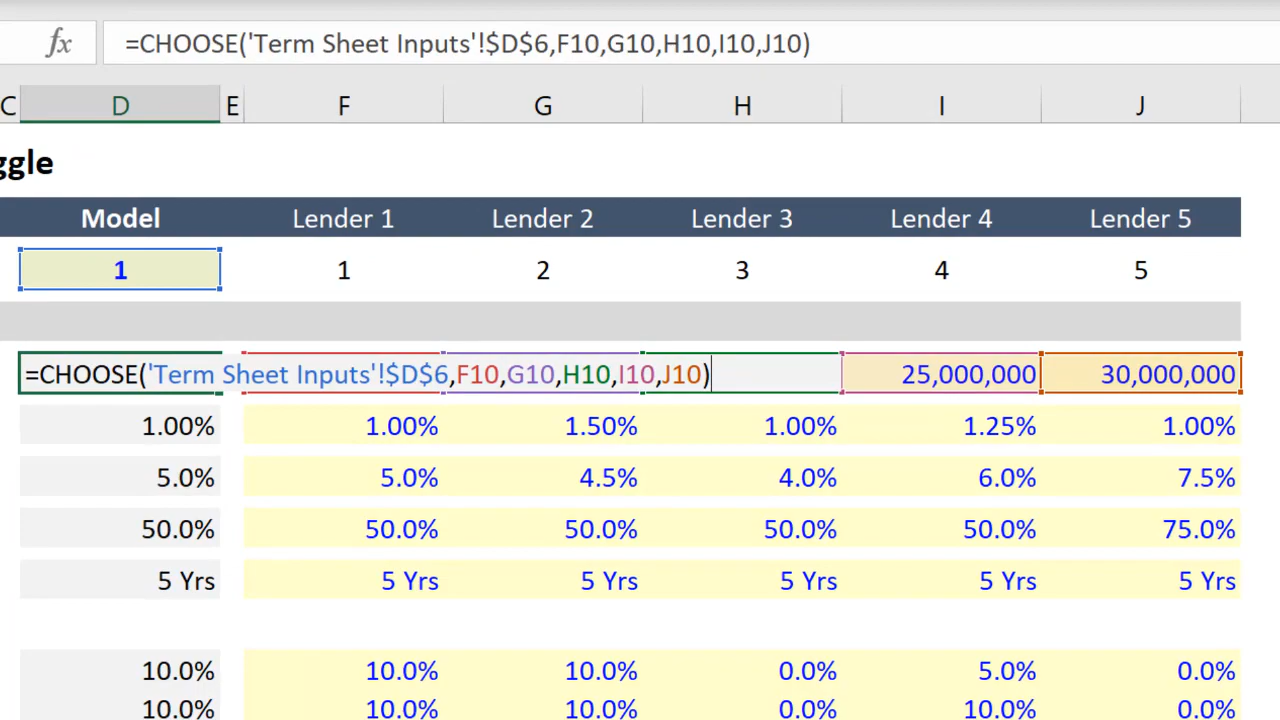 fx =CHOOSE('Term Sheet Inputs'!$D$6,F10,G10,H10,I10,J10)
C D E F G H I J
ggle
Model Lender 1 Lender 2 Lender 3 Lender 4 Lender 5
1 1 2 3 4 5
=CHOOSE('Term Sheet Inputs'!$D$6,F10,G10,H10,I10,J10) 25,000,000 30,000,000
1.00% 1.00% 1.50% 1.00% 1.25% 1.00%
5.0% 5.0% 4.5% 4.0% 6.0% 7.5%
50.0% 50.0% 50.0% 50.0% 50.0% 75.0%
5 Yrs 5 Yrs 5 Yrs 5 Yrs 5 Yrs 5 Yrs
10.0% 10.0% 10.0% 0.0% 5.0% 0.0%
10.0% 10.0% 10.0% 0.0% 10.0% 0.0%